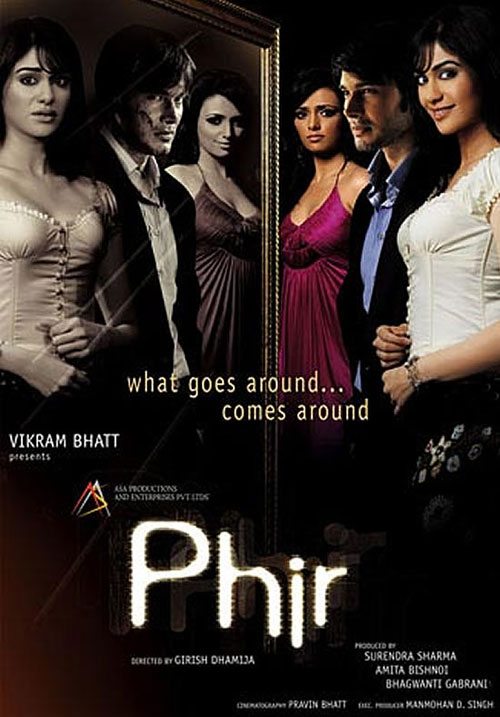 what goes around...
comes around
VIKRAM BHATT
presents
ASA PRODUCTIONS
AND ENTERPRISES PVT LTDS'
Phir
DIRECTED BY GIRISH DHAMIJA
PRODUCED BY
SURENDRA SHARMA
AMITA BISHNOI
BHAGWANTI GABRANI
CINEMATOGRAPHY PRAVIN BHATT
EXEC. PRODUCER MANMOHAN D. SINGH